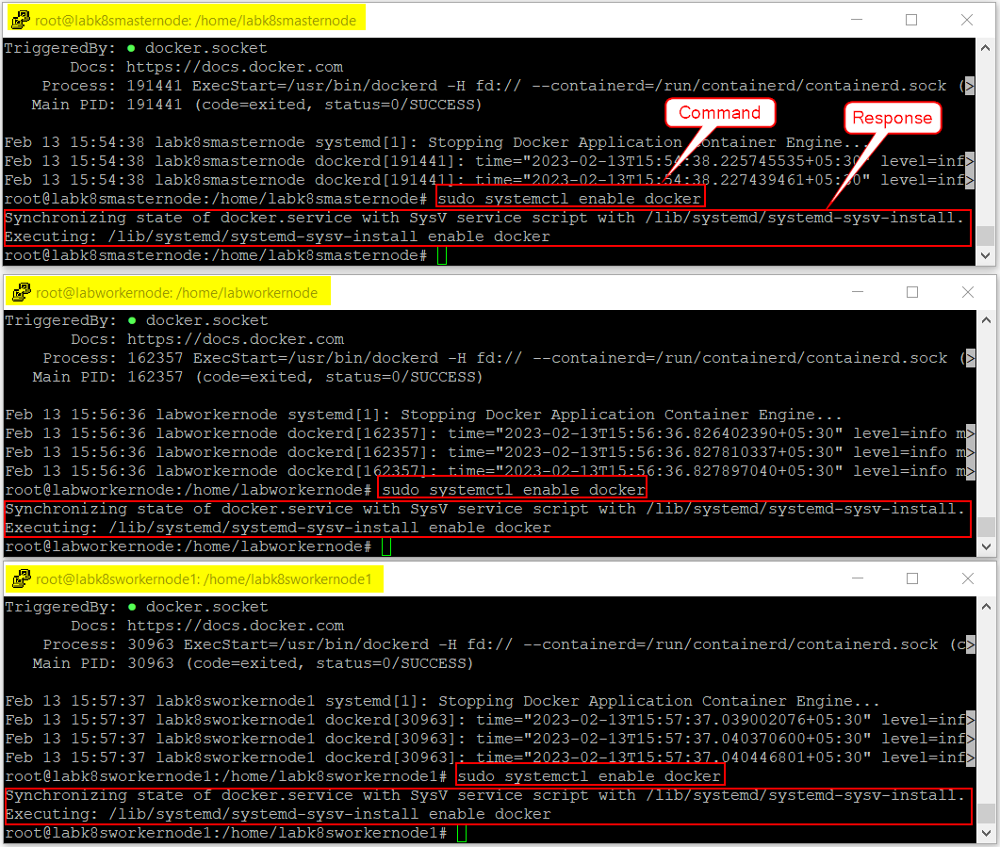 root@labk8smasternode: /home/labk8smasternode
TriggeredBy: ● docker.socket
Docs: https://docs.docker.com
Process: 191441 ExecStart=/usr/bin/dockerd -H fd:// --containerd=/run/containerd/containerd.sock (>
Main PID: 191441 (code=exited, status=0/SUCCESS)
Command
Response
Feb 13 15:54:38 labk8smasternode systemd[1]: Stopping Docker Application Container Engine...
Feb 13 15:54:38 labk8smasternode dockerd[191441]: time="2023-02-13T15:54:38.225745535+05:30" level=inf>
Feb 13 15:54:38 labk8smasternode dockerd[191441]: time="2023-02-13T15:54:38.227439461+05:30" level=inf>
root@labk8smasternode:/home/labk8smasternode# sudo systemctl enable docker
Synchronizing state of docker.service with SysV service script with /lib/systemd/systemd-sysv-install.
Executing: /lib/systemd/systemd-sysv-install enable docker
root@labk8smasternode:/home/labk8smasternode#
root@labworkernode: /home/labworkernode
TriggeredBy: ● docker.socket
Docs: https://docs.docker.com
Process: 162357 ExecStart=/usr/bin/dockerd -H fd:// --containerd=/run/containerd/containerd.sock (>
Main PID: 162357 (code=exited, status=0/SUCCESS)
Feb 13 15:56:36 labworkernode systemd[1]: Stopping Docker Application Container Engine...
Feb 13 15:56:36 labworkernode dockerd[162357]: time="2023-02-13T15:56:36.826402390+05:30" level=info m>
Feb 13 15:56:36 labworkernode dockerd[162357]: time="2023-02-13T15:56:36.827810337+05:30" level=info m>
Feb 13 15:56:36 labworkernode dockerd[162357]: time="2023-02-13T15:56:36.827897040+05:30" level=info m>
root@labworkernode:/home/labworkernode# sudo systemctl enable docker
Synchronizing state of docker.service with SysV service script with /lib/systemd/systemd-sysv-install.
Executing: /lib/systemd/systemd-sysv-install enable docker
root@labworkernode:/home/labworkernode#
root@labk8sworkernode1: /home/labk8sworkernode1
TriggeredBy: ● docker.socket
Docs: https://docs.docker.com
Process: 30963 ExecStart=/usr/bin/dockerd -H fd:// --containerd=/run/containerd/containerd.sock (c>
Main PID: 30963 (code=exited, status=0/SUCCESS)
Feb 13 15:57:37 labk8sworkernode1 systemd[1]: Stopping Docker Application Container Engine...
Feb 13 15:57:37 labk8sworkernode1 dockerd[30963]: time="2023-02-13T15:57:37.039002076+05:30" level=inf>
Feb 13 15:57:37 labk8sworkernode1 dockerd[30963]: time="2023-02-13T15:57:37.040370600+05:30" level=inf>
Feb 13 15:57:37 labk8sworkernode1 dockerd[30963]: time="2023-02-13T15:57:37.040446801+05:30" level=inf>
root@labk8sworkernode1:/home/labk8sworkernode1# sudo systemctl enable docker
Synchronizing state of docker.service with SysV service script with /lib/systemd/systemd-sysv-install.
Executing: /lib/systemd/systemd-sysv-install enable docker
root@labk8sworkernode1:/home/labk8sworkernode1#